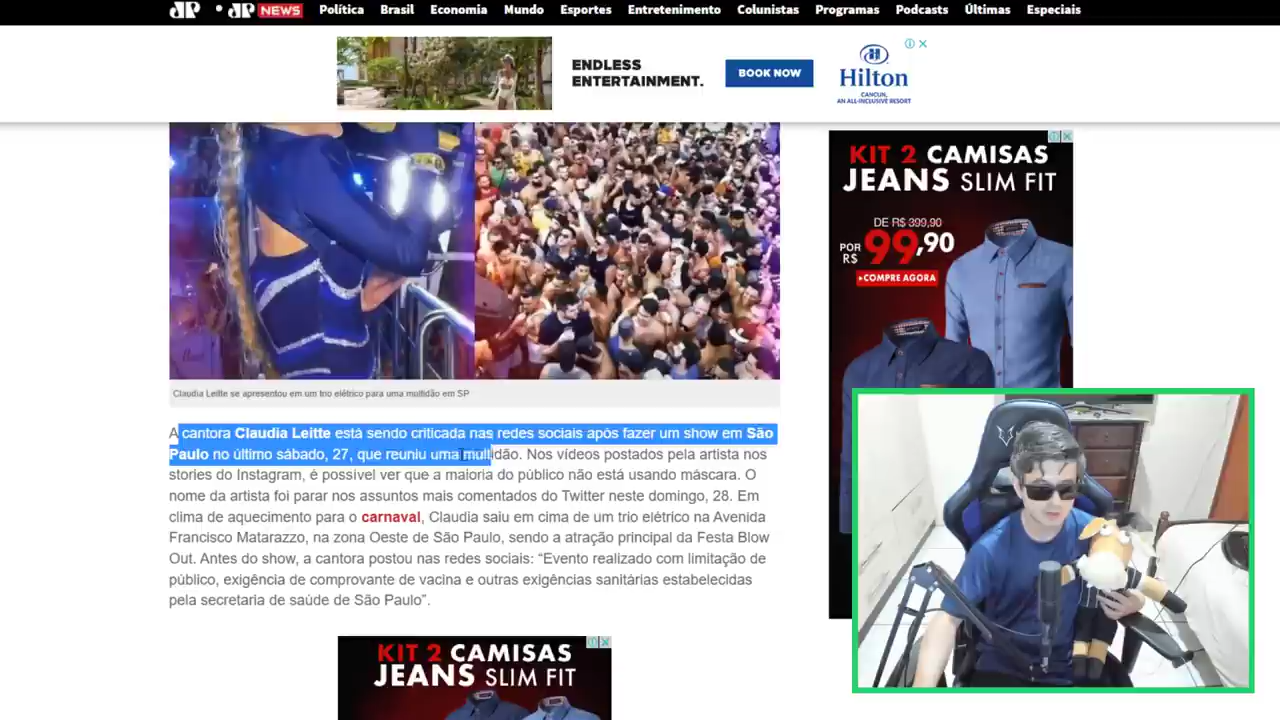 JP
JP NEWS
Política Brasil Economia Mundo Esportes Entretenimento Colunistas Programas Podcasts Últimas Especiais
ENDLESS
ENTERTAINMENT.
BOOK NOW
Hilton
CANCUN,
AN ALL-INCLUSIVE RESORT
Claudia Leitte se apresentou em um trio elétrico para uma multidão em SP
A cantora Claudia Leitte está sendo criticada nas redes sociais após fazer um show em São
Paulo no último sábado, 27, que reuniu uma multidão. Nos vídeos postados pela artista nos
stories do Instagram, é possível ver que a maioria do público não está usando máscara. O
nome da artista foi parar nos assuntos mais comentados do Twitter neste domingo, 28. Em
clima de aquecimento para o carnaval, Claudia saiu em cima de um trio elétrico na Avenida
Francisco Matarazzo, na zona Oeste de São Paulo, sendo a atração principal da Festa Blow
Out. Antes do show, a cantora postou nas redes sociais: “Evento realizado com limitação de
público, exigência de comprovante de vacina e outras exigências sanitárias estabelecidas
pela secretaria de saúde de São Paulo”.
KIT 2 CAMISAS
JEANS SLIM FIT
DE R$ 399,90
POR R$ 99,90
COMPRE AGORA
KIT 2 CAMISAS
JEANS SLIM FIT